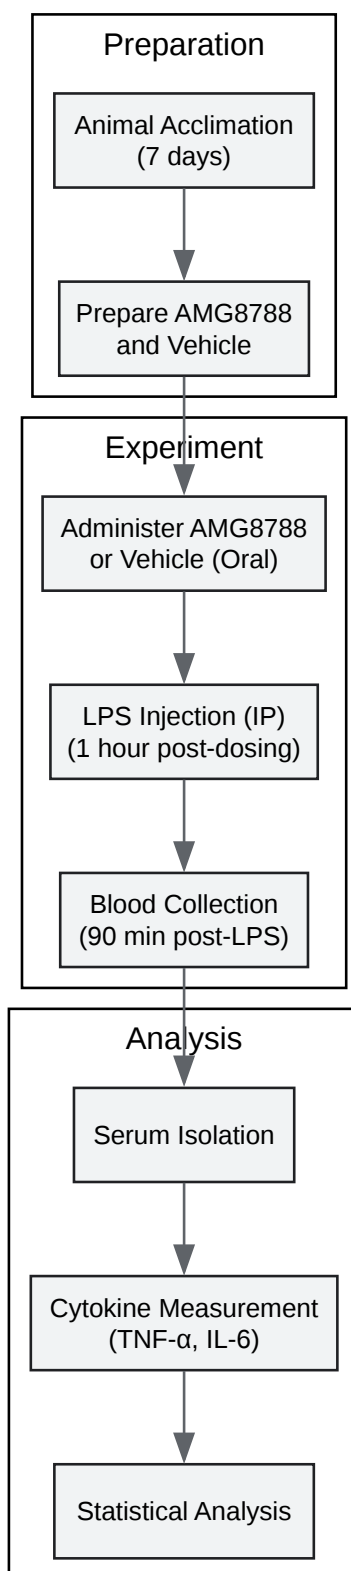 Preparation
Animal Acclimation
(7 days)
Prepare AMG8788
and Vehicle
Experiment
Administer AMG8788
or Vehicle (Oral)
LPS Injection (IP)
(1 hour post-dosing)
Blood Collection
(90 min post-LPS)
Analysis
Serum Isolation
Cytokine Measurement
(TNF-α, IL-6)
Statistical Analysis